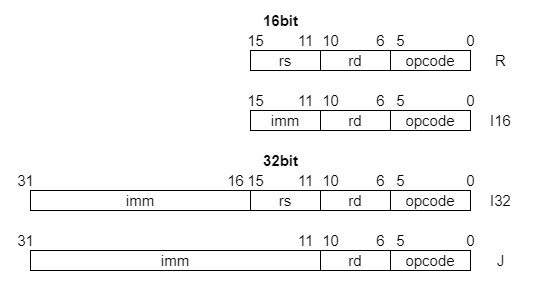 16bit
15 11 10 6 5 0
rs rd opcode R
15 11 10 6 5 0
imm rd opcode I16
32bit
31 16 15 11 10 6 5 0
imm rs rd opcode I32
31 11 10 6 5 0
imm rd opcode J